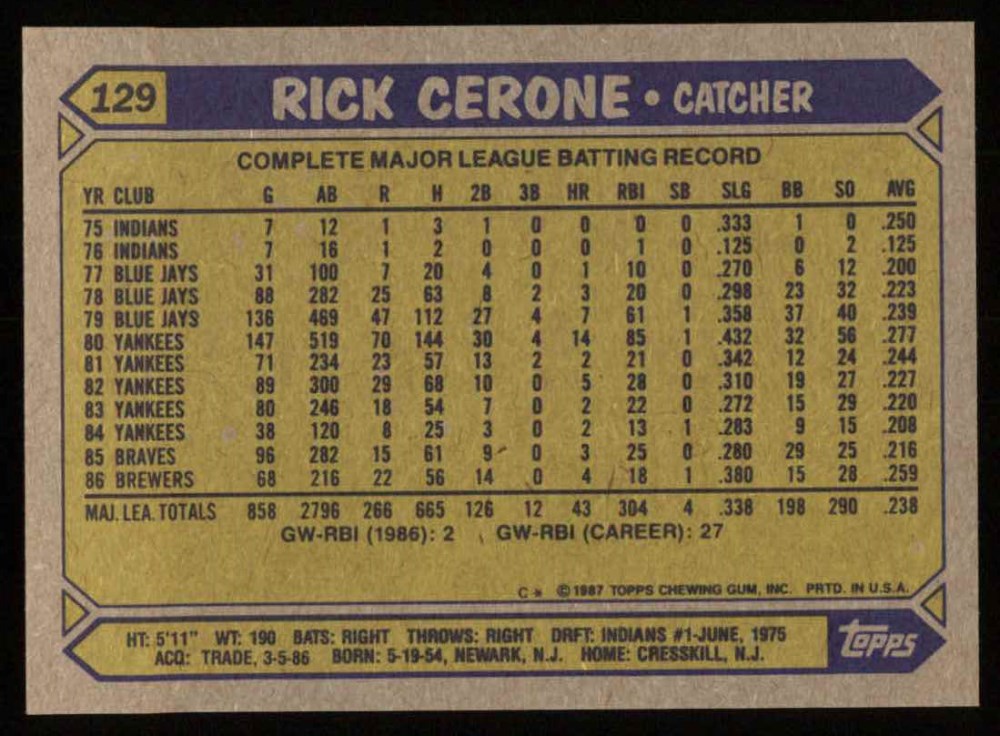 129 RICK CERONE • CATCHER
COMPLETE MAJOR LEAGUE BATTING RECORD
YR CLUB G AB R H 2B 3B HR RBI SB SLG BB SO AVG
75 INDIANS 7 12 1 3 1 0 0 0 0 .333 1 0 .250
76 INDIANS 7 16 1 2 0 0 0 1 0 .125 0 2 .125
77 BLUE JAYS 31 100 7 20 4 0 1 10 0 .270 6 12 .200
78 BLUE JAYS 88 282 25 63 8 2 3 20 0 .298 23 32 .223
79 BLUE JAYS 136 469 47 112 27 4 7 61 1 .358 37 40 .239
80 YANKEES 147 519 70 144 30 4 14 85 1 .432 32 56 .277
81 YANKEES 71 234 23 57 13 2 2 21 0 .342 12 24 .244
82 YANKEES 89 300 29 68 10 0 5 28 0 .310 19 27 .227
83 YANKEES 80 246 18 54 7 0 2 22 0 .272 15 29 .220
84 YANKEES 38 120 8 25 3 0 2 13 1 .283 9 15 .208
85 BRAVES 96 282 15 61 9 0 3 25 0 .280 29 25 .216
86 BREWERS 68 216 22 56 14 0 4 18 1 .380 15 28 .259
MAJ. LEA. TOTALS 858 2796 266 665 126 12 43 304 4 .338 198 290 .238
GW-RBI (1986): 2 GW-RBI (CAREER): 27
C * © 1987 TOPPS CHEWING GUM, INC. PRTD. IN U.S.A.
HT: 5'11" WT: 190 BATS: RIGHT THROWS: RIGHT DRFT: INDIANS #1-JUNE, 1975
ACQ: TRADE, 3-5-86 BORN: 5-19-54, NEWARK, N.J. HOME: CRESSKILL, N.J.
TOPPS